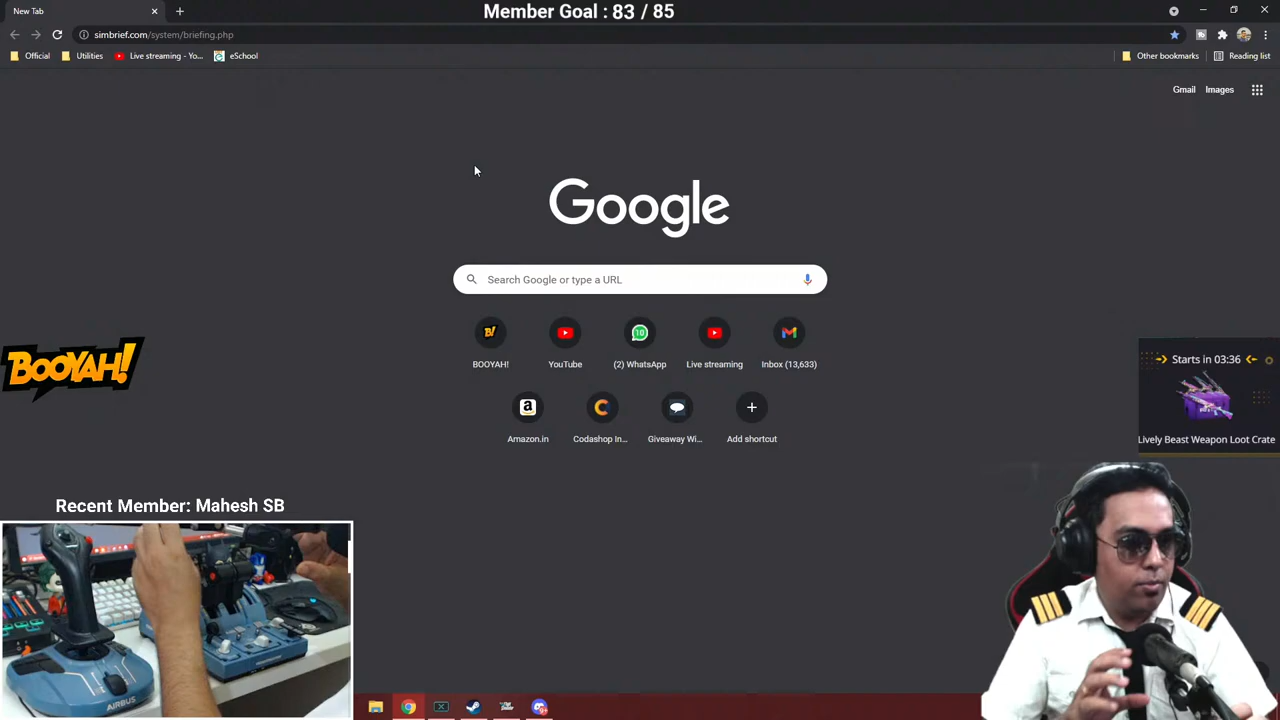 Member Goal : 83 / 85
New Tab
simbrief.com/system/briefing.php
Official
Utilities
Live streaming - Yo...
eSchool
Other bookmarks
Reading list
Gmail
Images
Google
Search Google or type a URL
BOOYAH!
YouTube
10
(2) WhatsApp
Live streaming
Inbox (13,633)
Amazon.in
Codashop In...
Giveaway Wi...
Add shortcut
BOOYAH!
Starts in 03:36
Lively Beast Weapon Loot Crate
Recent Member: Mahesh SB
AIRBUS